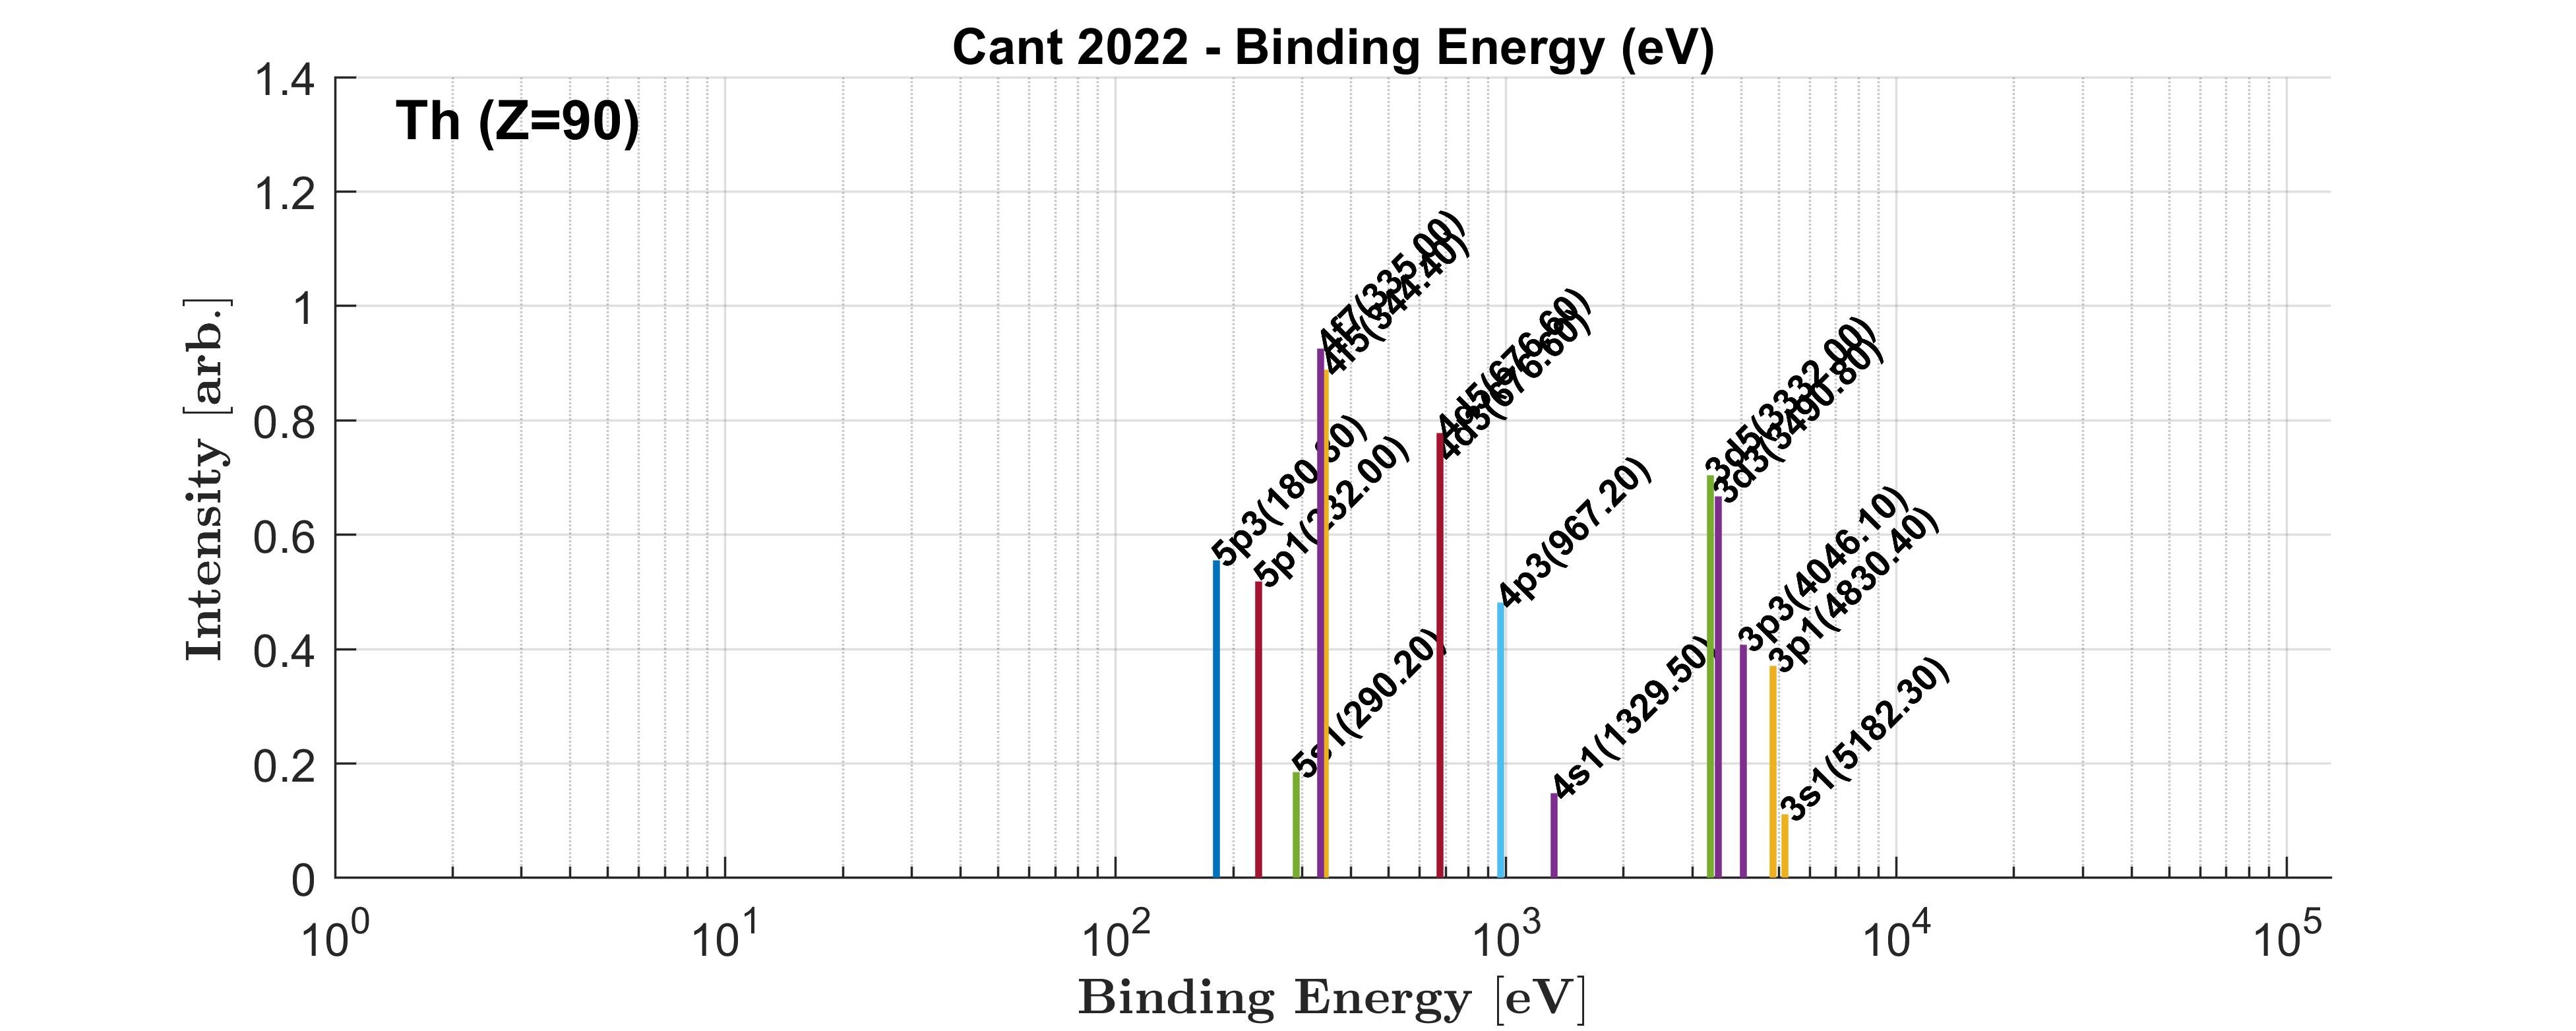 Cant 2022 - Binding Energy (eV)
Th (Z=90)
Intensity [arb.]
1.4
1.2
1
0.8
0.6
0.4
0.2
0
5p3(180.30)
5p1(232.00)
5s1(290.20)
4f7(335.00)
4f5(344.40)
4d5(676.60)
4d3(676.60)
4p3(967.20)
4s1(1329.50)
3d5(3332.00)
3d3(3490.80)
3p3(4046.10)
3p1(4830.40)
3s1(5182.30)
10^0
10^1
10^2
10^3
10^4
10^5
Binding Energy [eV]